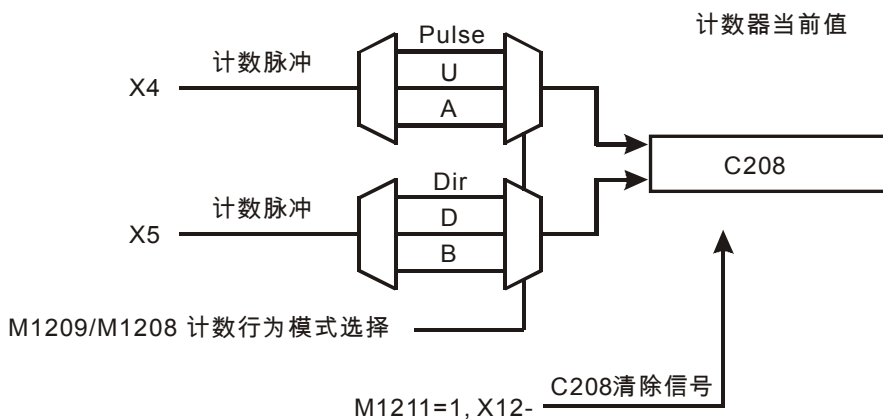 计数器当前值
Pulse
计数脉冲
U
X4
A
C208
Dir
计数脉冲
D
X5
B
M1209/M1208 计数行为模式选择
C208清除信号
M1211=1, X12-